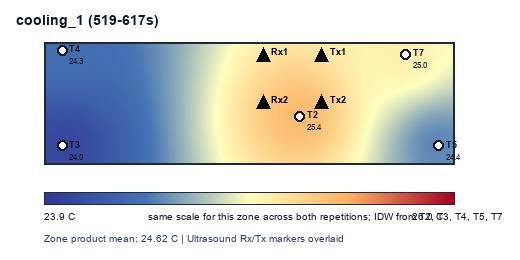 cooling_1 (519-617s)
T4 Rx1 Tx1 T7
24.3 25.0
Rx2 Tx2
T2
25.4
T3 T5
24.0 24.4
23.9 C same scale for this zone across both repetitions; IDW from T2, T3, T4, T5, T7
Zone product mean: 24.62 C | Ultrasound Rx/Tx markers overlaid